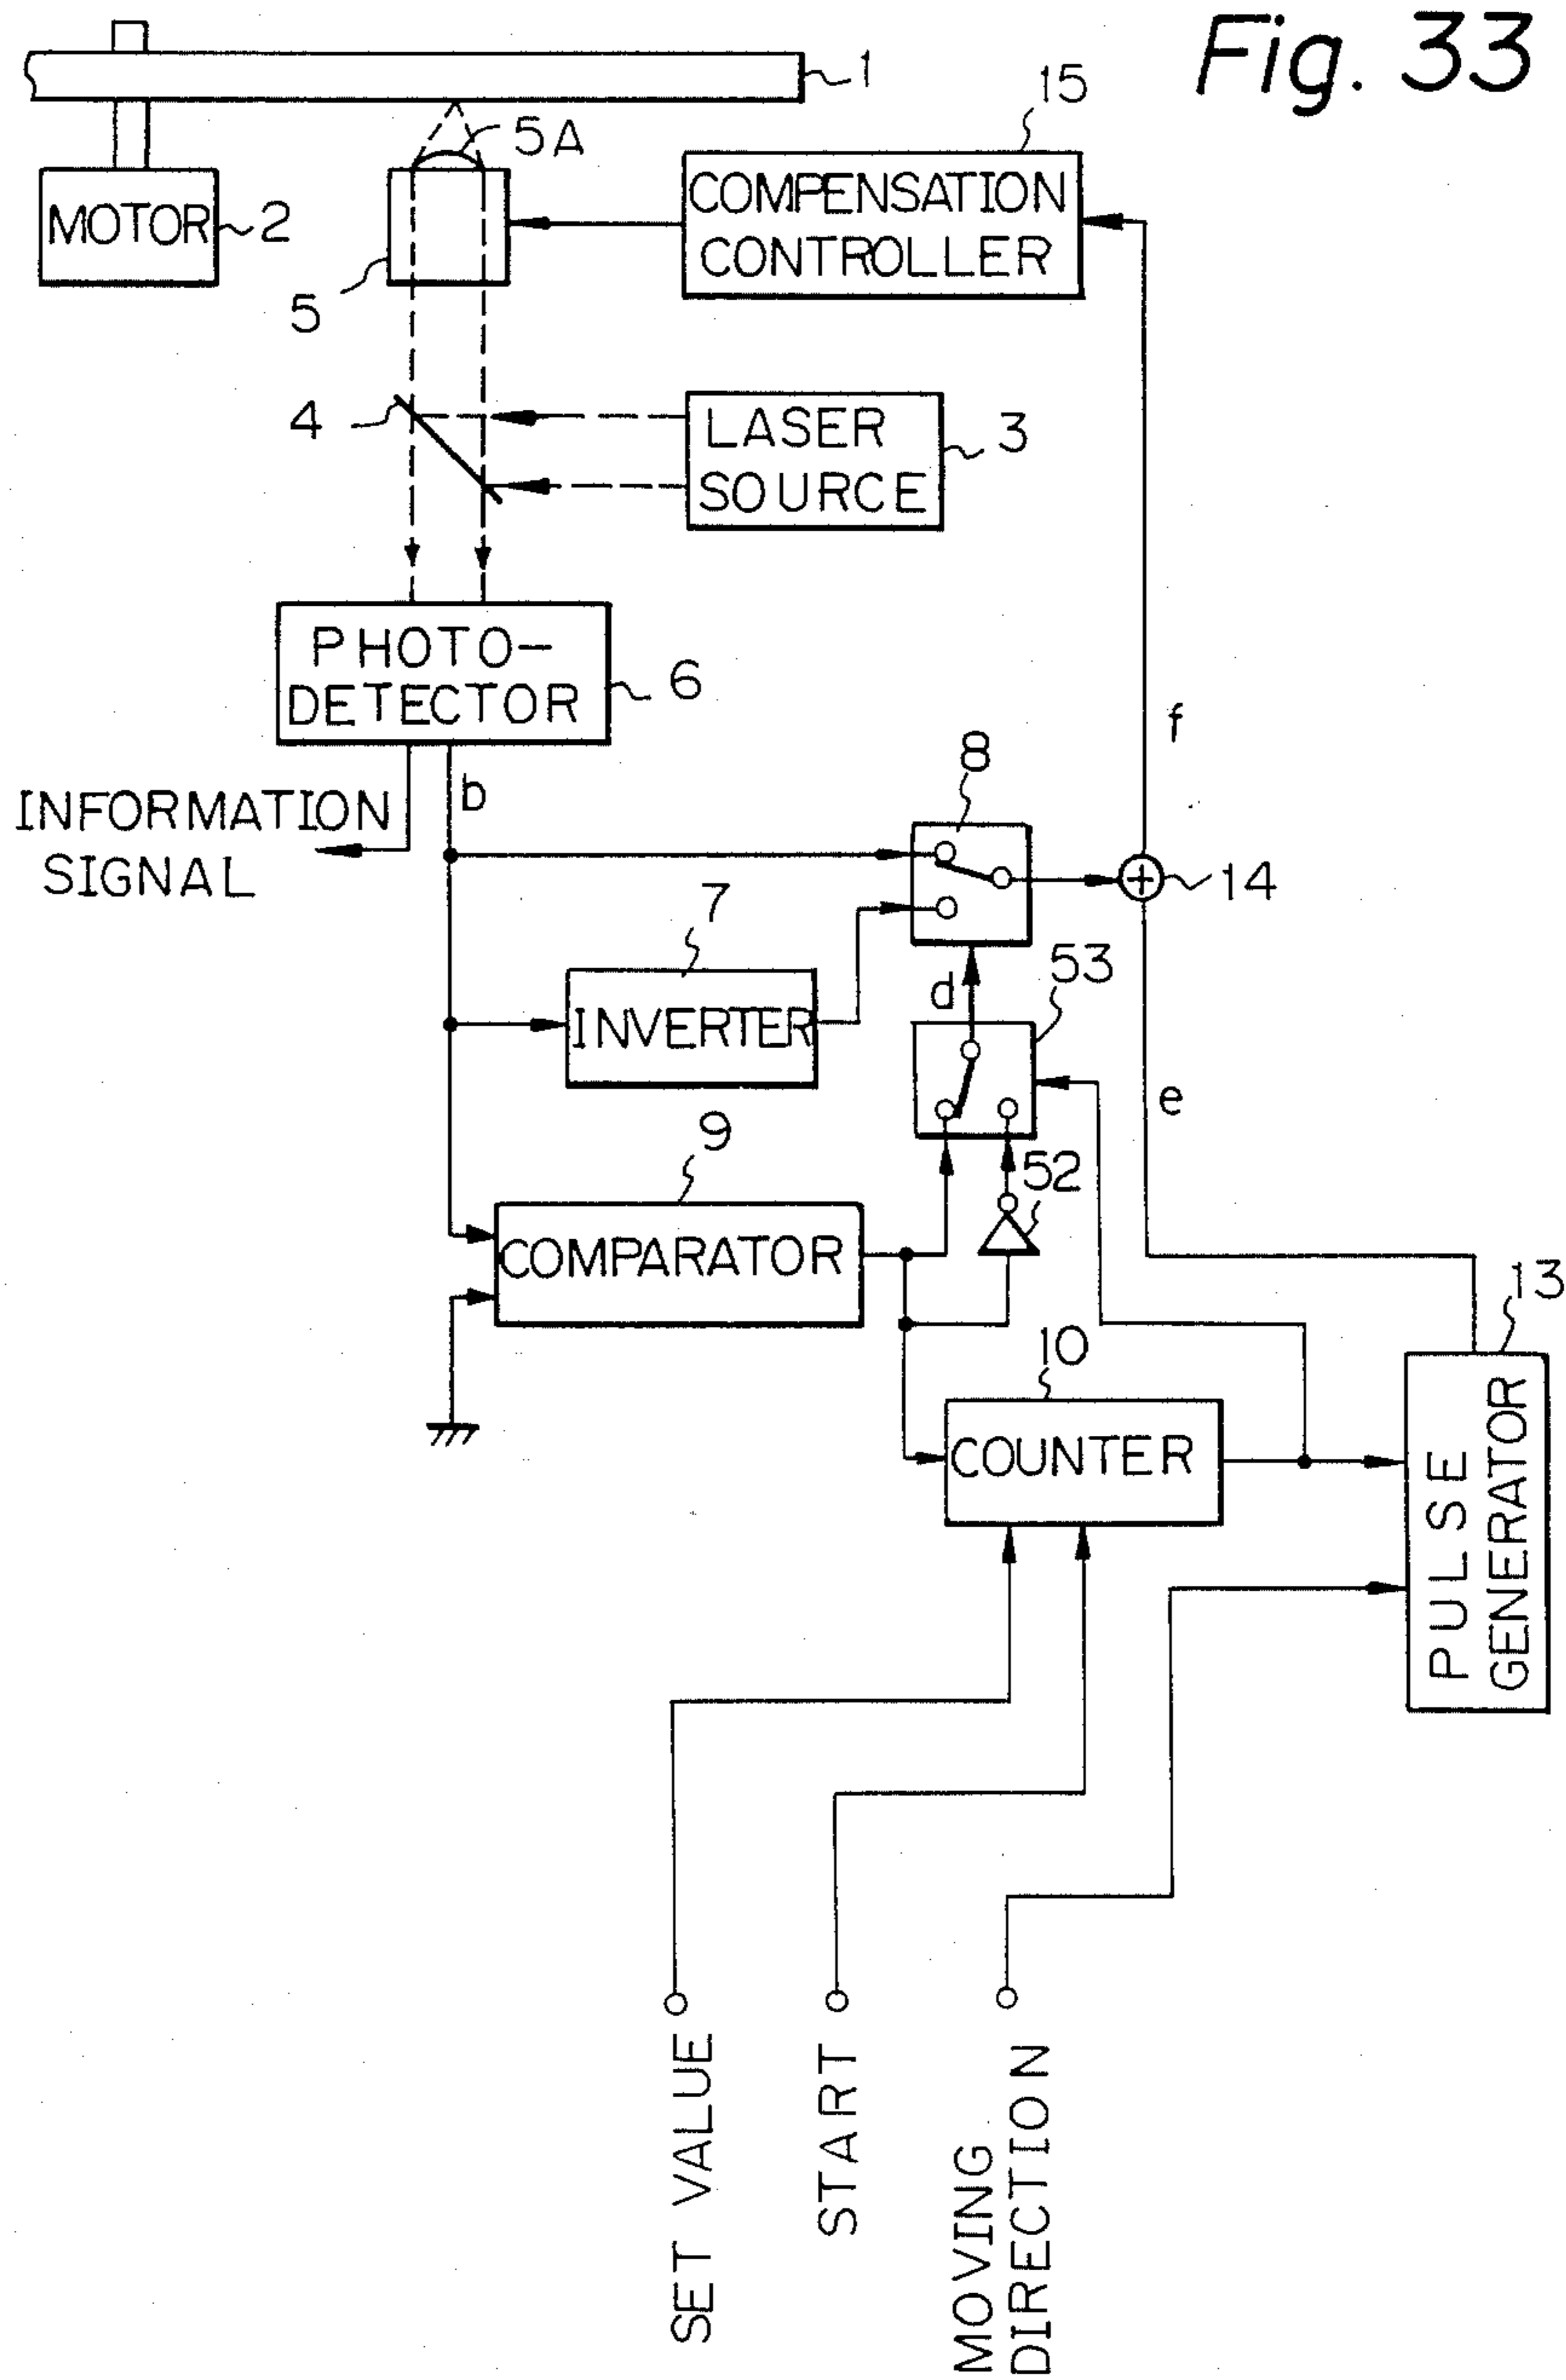 Fig. 33
1
15
5A
MOTOR
2
COMPENSATION
CONTROLLER
5
4
LASER
SOURCE
3
PHOTO-
DETECTOR
6
f
b
8
INFORMATION
SIGNAL
14
7
d
53
INVERTER
e
9
52
COMPARATOR
13
10
COUNTER
PULSE
GENERATOR
SET VALUE
START
MOVING
DIRECTION